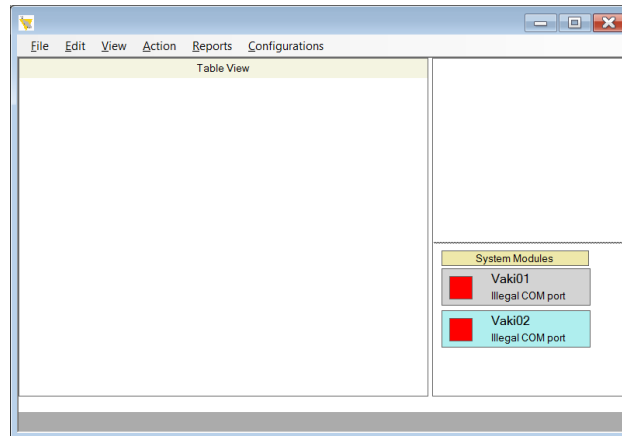 File Edit View Action Reports Configurations
Table View
System Modules
Vaki01
Illegal COM port
Vaki02
Illegal COM port